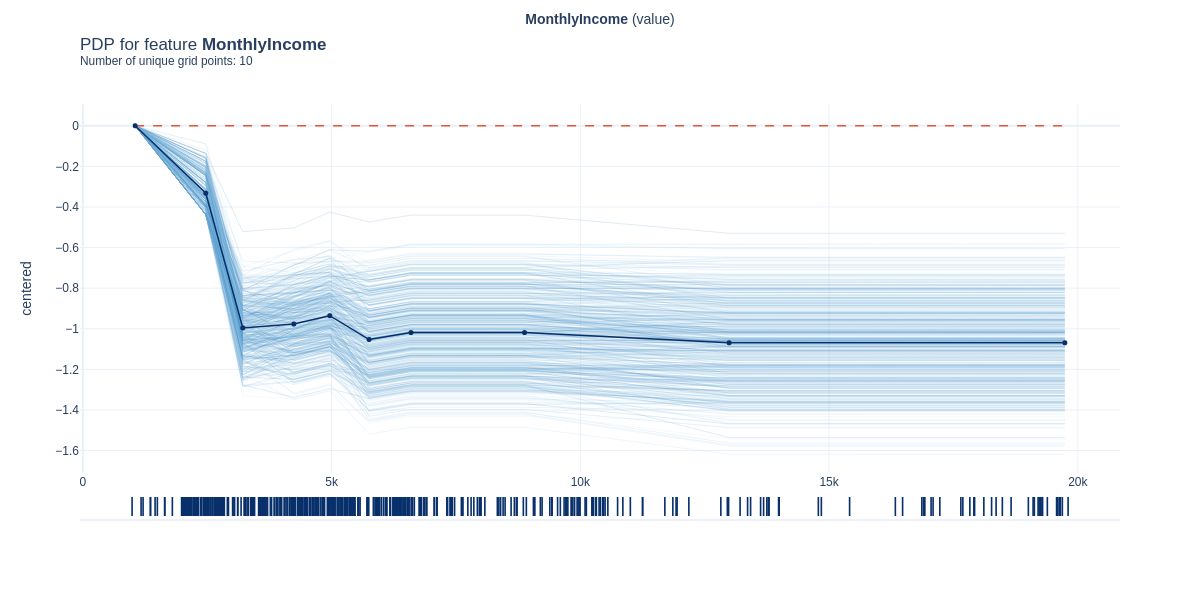 MonthlyIncome (value)
PDP for feature MonthlyIncome
Number of unique grid points: 10
centered
0
−0.2
−0.4
−0.6
−0.8
−1
−1.2
−1.4
−1.6
0 5k 10k 15k 20k